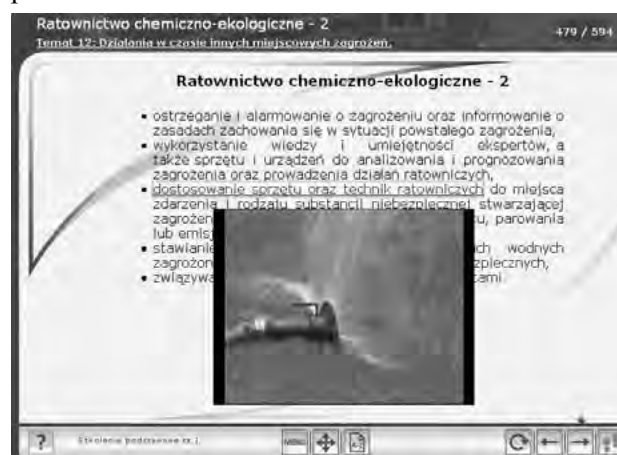 Ratownictwo chemiczno-ekologiczne - 2
479 / 594
Temat 12: Działania w czasie innych miejscowych zagrożeń.
Ratownictwo chemiczno-ekologiczne - 2
▪ ostrzeganie i alarmowanie o zagrożeniu oraz informowanie o
zasadach zachowania się w sytuacji powstałego zagrożenia,
▪ wykorzystanie wiedzy i umiejętności ekspertów, a
także sprzętu i urządzeń do analizowania i prognozowania
zagrożenia oraz prowadzenia działań ratowniczych,
▪ dostosowanie sprzętu oraz technik ratowniczych do miejsca
zdarzenia i rodzaju substancji niebezpiecznej stwarzającej
zagrożen u, parowania
lub emisj
▪ stawianie ch wodnych
zagrożon zpiecznych,
▪ związywa ami
? Szkolenie podstawowe cz. I. MENU